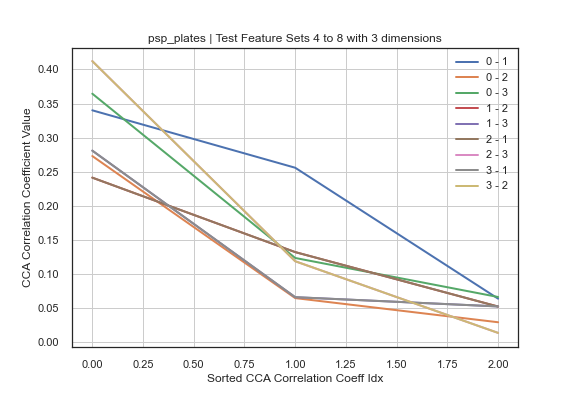 psp_plates | Test Feature Sets 4 to 8 with 3 dimensions
CCA Correlation Coefficient Value
0.40
0.35
0.30
0.25
0.20
0.15
0.10
0.05
0.00
0 - 1
0 - 2
0 - 3
1 - 2
1 - 3
2 - 1
2 - 3
3 - 1
3 - 2
0.00 0.25 0.50 0.75 1.00 1.25 1.50 1.75 2.00
Sorted CCA Correlation Coeff Idx